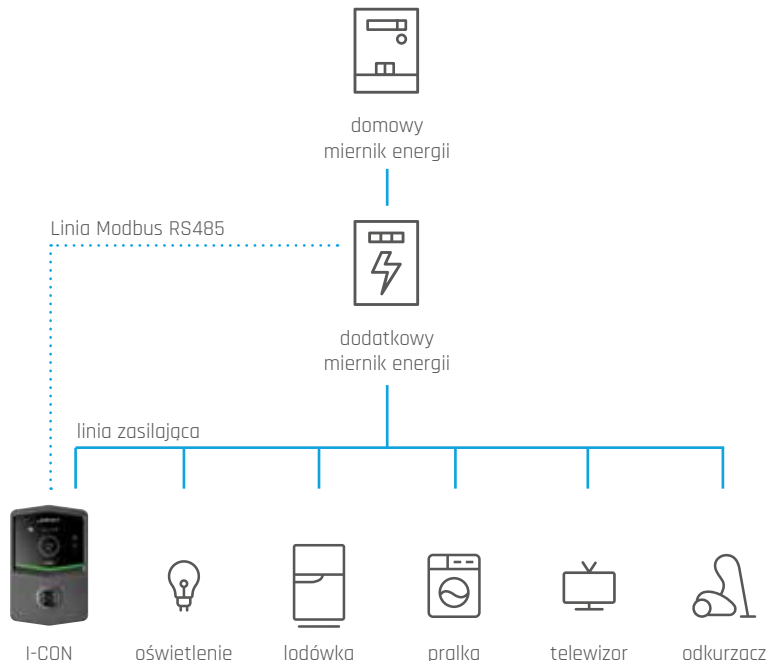 domowy
miernik energii
Linia Modbus RS485
dodatkowy
miernik energii
linia zasilająca
I-CON
oświetlenie
lodówka
pralka
telewizor
odkurzacz